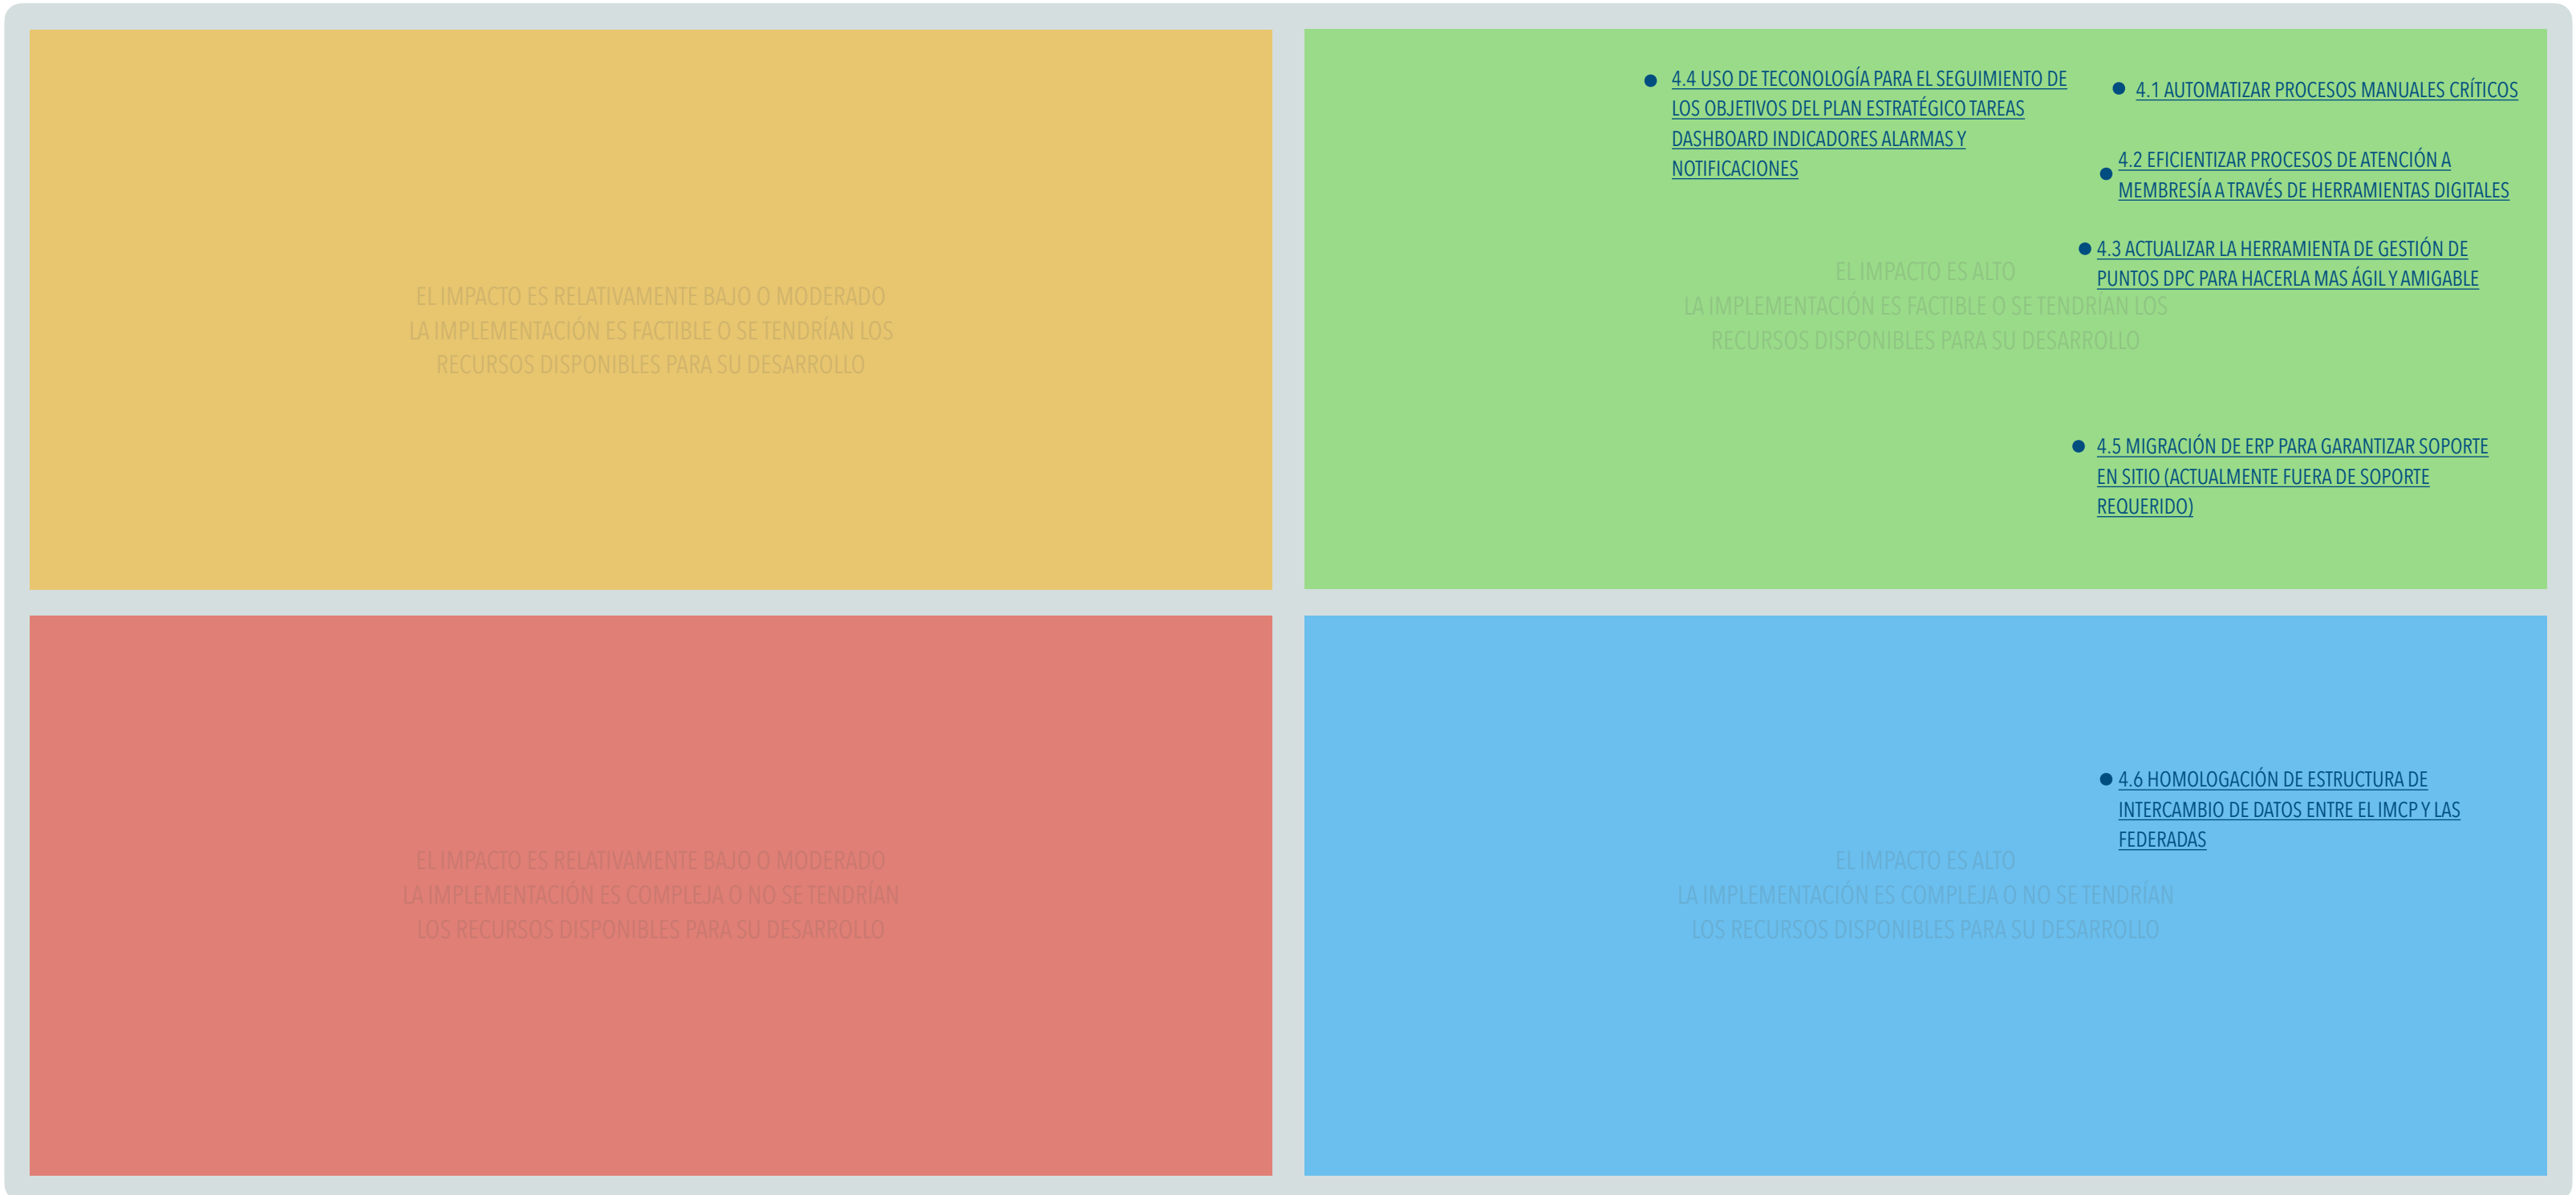 EL IMPACTO ES RELATIVAMENTE BAJO O MODERADO
LA IMPLEMENTACIÓN ES FACTIBLE O SE TENDRÍAN LOS
RECURSOS DISPONIBLES PARA SU DESARROLLO
4.4 USO DE TECONOLOGÍA PARA EL SEGUIMIENTO DE
LOS OBJETIVOS DEL PLAN ESTRATÉGICO TAREAS
DASHBOARD INDICADORES ALARMAS Y
NOTIFICACIONES
4.1 AUTOMATIZAR PROCESOS MANUALES CRÍTICOS
4.2 EFICIENTIZAR PROCESOS DE ATENCIÓN A
MEMBRESÍA A TRAVÉS DE HERRAMIENTAS DIGITALES
4.3 ACTUALIZAR LA HERRAMIENTA DE GESTIÓN DE
PUNTOS DPC PARA HACERLA MAS ÁGIL Y AMIGABLE
EL IMPACTO ES ALTO
LA IMPLEMENTACIÓN ES FACTIBLE O SE TENDRÍAN LOS
RECURSOS DISPONIBLES PARA SU DESARROLLO
4.5 MIGRACIÓN DE ERP PARA GARANTIZAR SOPORTE
EN SITIO (ACTUALMENTE FUERA DE SOPORTE
REQUERIDO)
EL IMPACTO ES RELATIVAMENTE BAJO O MODERADO
LA IMPLEMENTACIÓN ES COMPLEJA O NO SE TENDRÍAN
LOS RECURSOS DISPONIBLES PARA SU DESARROLLO
4.6 HOMOLOGACIÓN DE ESTRUCTURA DE
INTERCAMBIO DE DATOS ENTRE EL IMCP Y LAS
FEDERADAS
EL IMPACTO ES ALTO
LA IMPLEMENTACIÓN ES COMPLEJA O NO SE TENDRÍAN
LOS RECURSOS DISPONIBLES PARA SU DESARROLLO